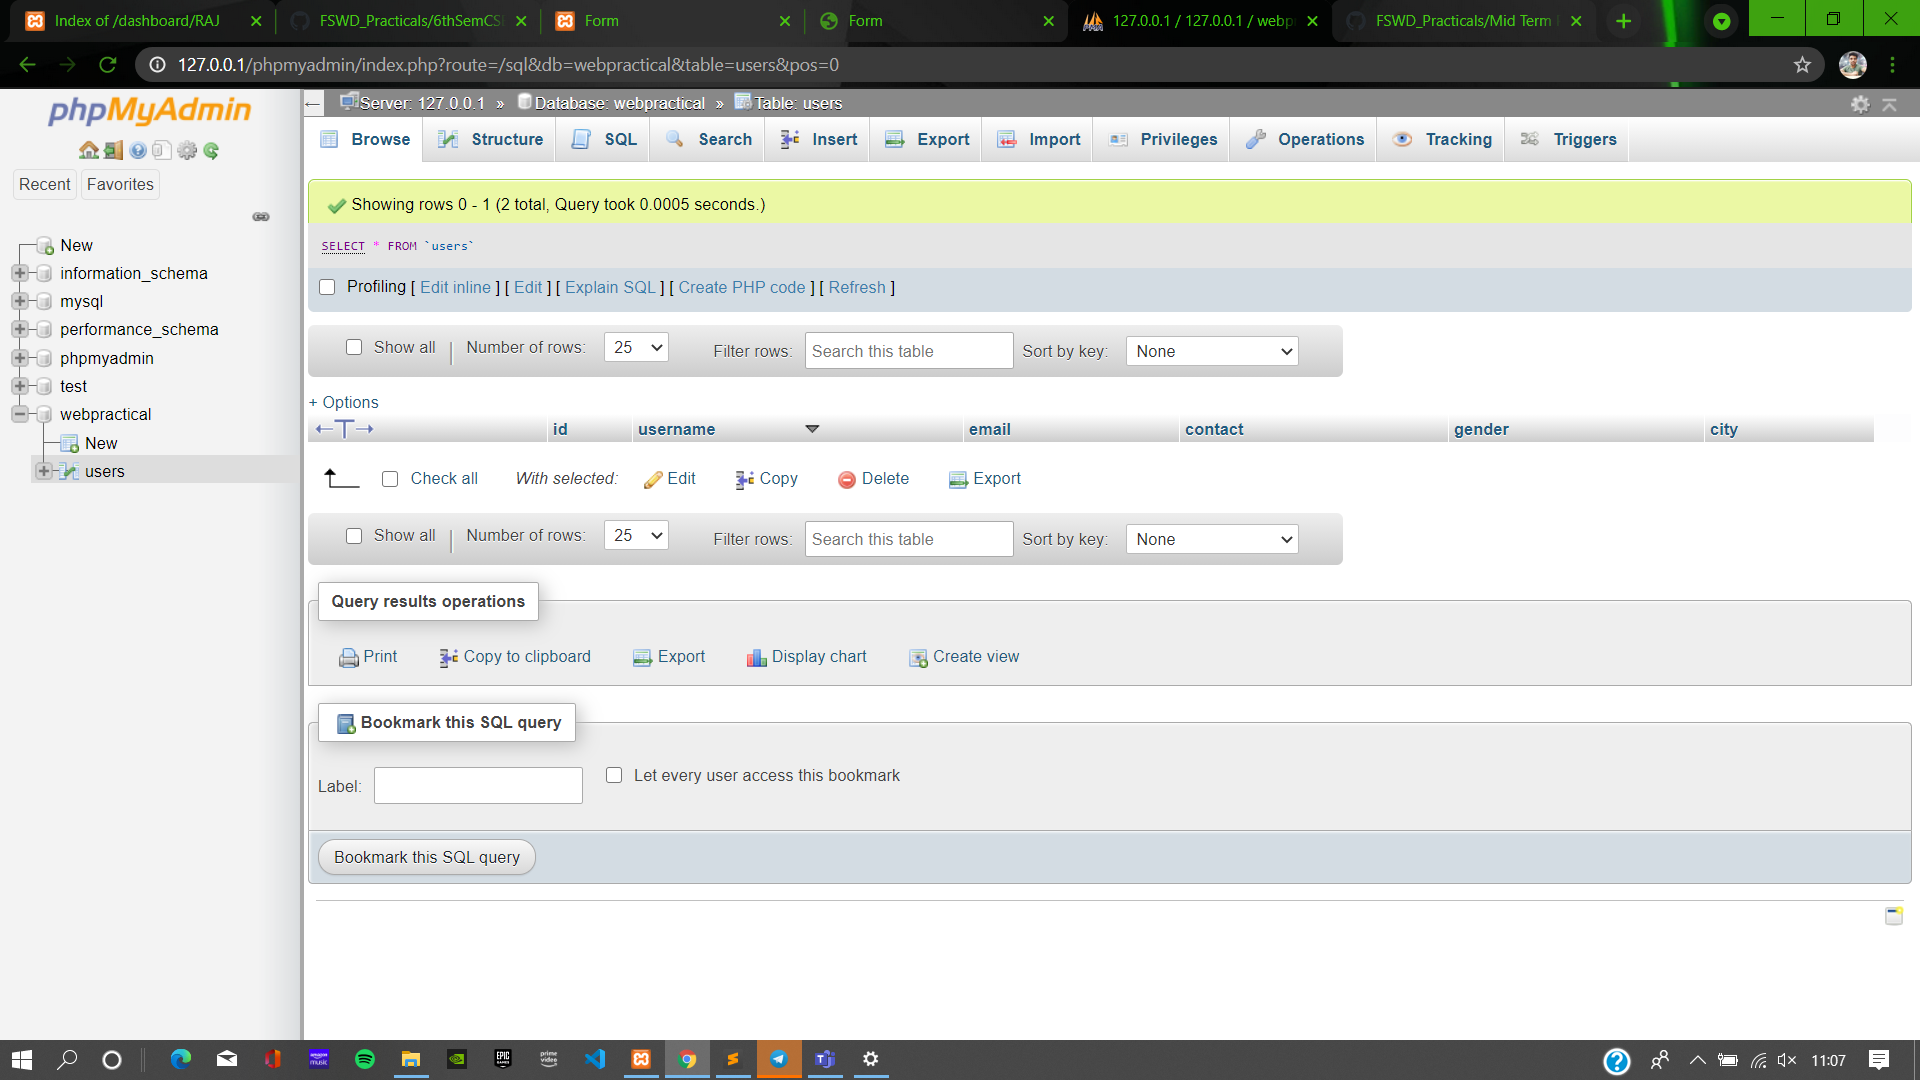 Index of /dashboard/RAJ
FSWD_Practicals/6thSemCS
Form
Form
127.0.0.1 / 127.0.0.1 / webp
FSWD_Practicals/Mid Term
127.0.0.1/phpmyadmin/index.php?route=/sql&db=webpractical&table=users&pos=0
phpMyAdmin
Recent Favorites
New
information_schema
mysql
performance_schema
phpmyadmin
test
webpractical
New
users
Server: 127.0.0.1 » Database: webpractical » Table: users
Browse Structure SQL Search Insert Export Import Privileges Operations Tracking Triggers
Showing rows 0 - 1 (2 total, Query took 0.0005 seconds.)
SELECT * FROM `users`
Profiling [ Edit inline ] [ Edit ] [ Explain SQL ] [ Create PHP code ] [ Refresh ]
Show all Number of rows: 25 Filter rows: Search this table Sort by key: None
+ Options
id username email contact gender city
Check all With selected: Edit Copy Delete Export
Show all Number of rows: 25 Filter rows: Search this table Sort by key: None
Query results operations
Print Copy to clipboard Export Display chart Create view
Bookmark this SQL query
Label: Let every user access this bookmark
Bookmark this SQL query
amazon music
EPIC GAMES
prime video
11:07